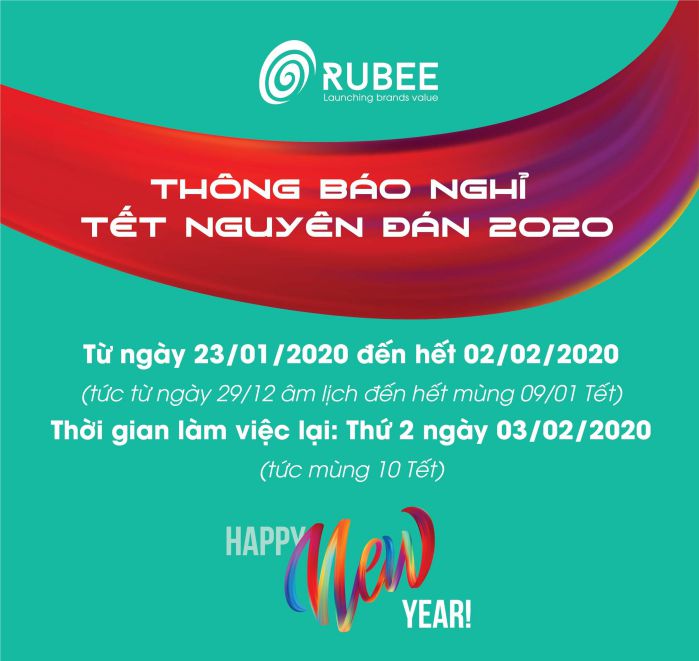 RUBEE
Launching brands value
THÔNG BÁO NGHỈ
TẾT NGUYÊN ĐÁN 2020
Từ ngày 23/01/2020 đến hết 02/02/2020
(tức từ ngày 29/12 âm lịch đến hết mùng 09/01 Tết)
Thời gian làm việc lại: Thứ 2 ngày 03/02/2020
(tức mùng 10 Tết)
HAPPY
New
YEAR!